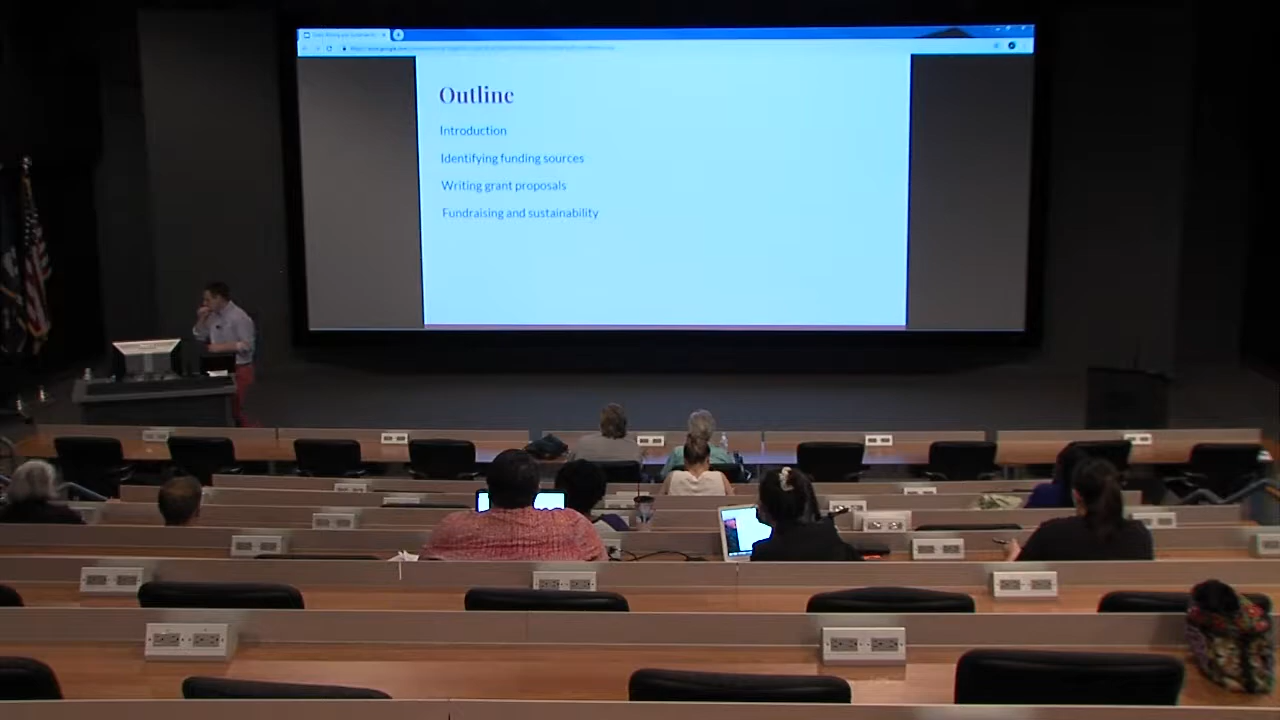 Outline
Introduction
Identifying funding sources
Writing grant proposals
Fundraising and sustainability